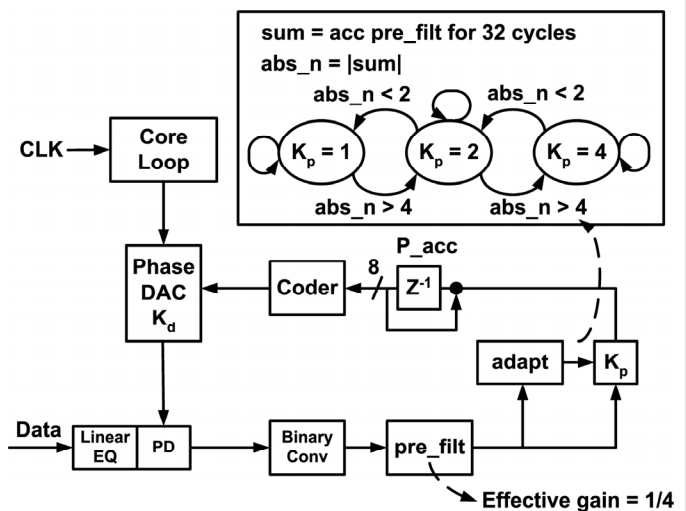 sum = acc pre_filt for 32 cycles
abs_n = |sum|
abs_n < 2
abs_n < 2
K_p = 1
K_p = 2
K_p = 4
abs_n > 4
abs_n > 4
CLK
Core
Loop
Phase
DAC
K_d
Coder
8
P_acc
Z^-1
adapt
K_p
Data
Linear
EQ
PD
Binary
Conv
pre_filt
Effective gain = 1/4